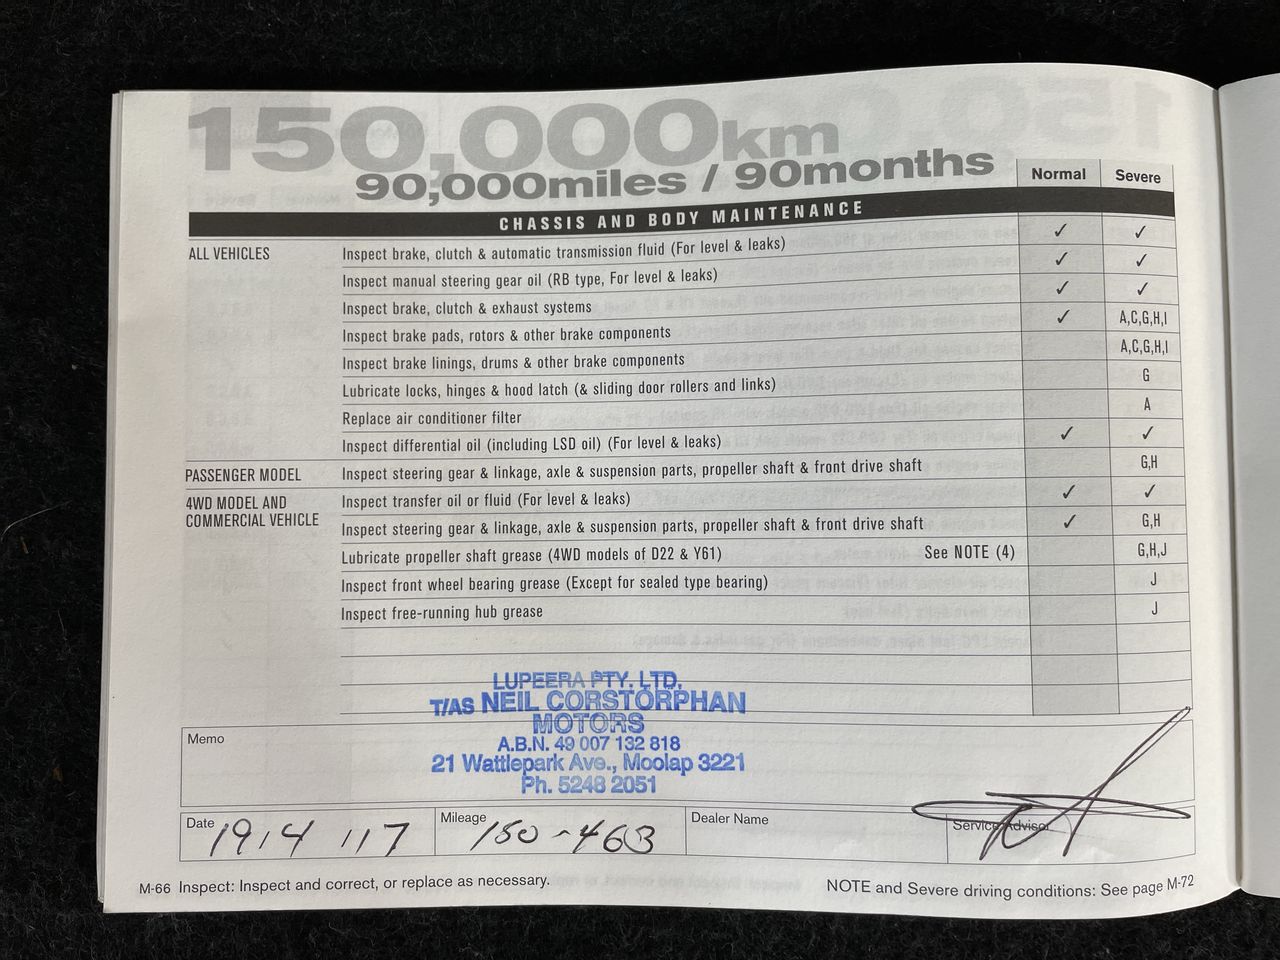 150,000km
90,000miles / 90months
Normal Severe
CHASSIS AND BODY MAINTENANCE
ALL VEHICLES Inspect brake, clutch & automatic transmission fluid (For level & leaks) ✓ ✓
Inspect manual steering gear oil (RB type, For level & leaks) ✓ ✓
Inspect brake, clutch & exhaust systems ✓ ✓
Inspect brake pads, rotors & other brake components ✓ A,C,G,H,I
Inspect brake linings, drums & other brake components A,C,G,H,I
Lubricate locks, hinges & hood latch (& sliding door rollers and links) G
Replace air conditioner filter A
Inspect differential oil (including LSD oil) (For level & leaks) ✓ ✓
PASSENGER MODEL Inspect steering gear & linkage, axle & suspension parts, propeller shaft & front drive shaft G,H
4WD MODEL AND Inspect transfer oil or fluid (For level & leaks) ✓ ✓
COMMERCIAL VEHICLE Inspect steering gear & linkage, axle & suspension parts, propeller shaft & front drive shaft ✓ G,H
Lubricate propeller shaft grease (4WD models of D22 & Y61) See NOTE (4) G,H,J
Inspect front wheel bearing grease (Except for sealed type bearing) J
Inspect free-running hub grease J
LUPEERA PTY. LTD.
T/AS NEIL CORSTORPHAN
MOTORS
A.B.N. 49 007 132 818
21 Wattlepark Ave., Moolap 3221
Ph. 5248 2051
Memo
Date 19/4/17 Mileage 150-463 Dealer Name Service Advisor
M-66 Inspect: Inspect and correct, or replace as necessary. NOTE and Severe driving conditions: See page M-72